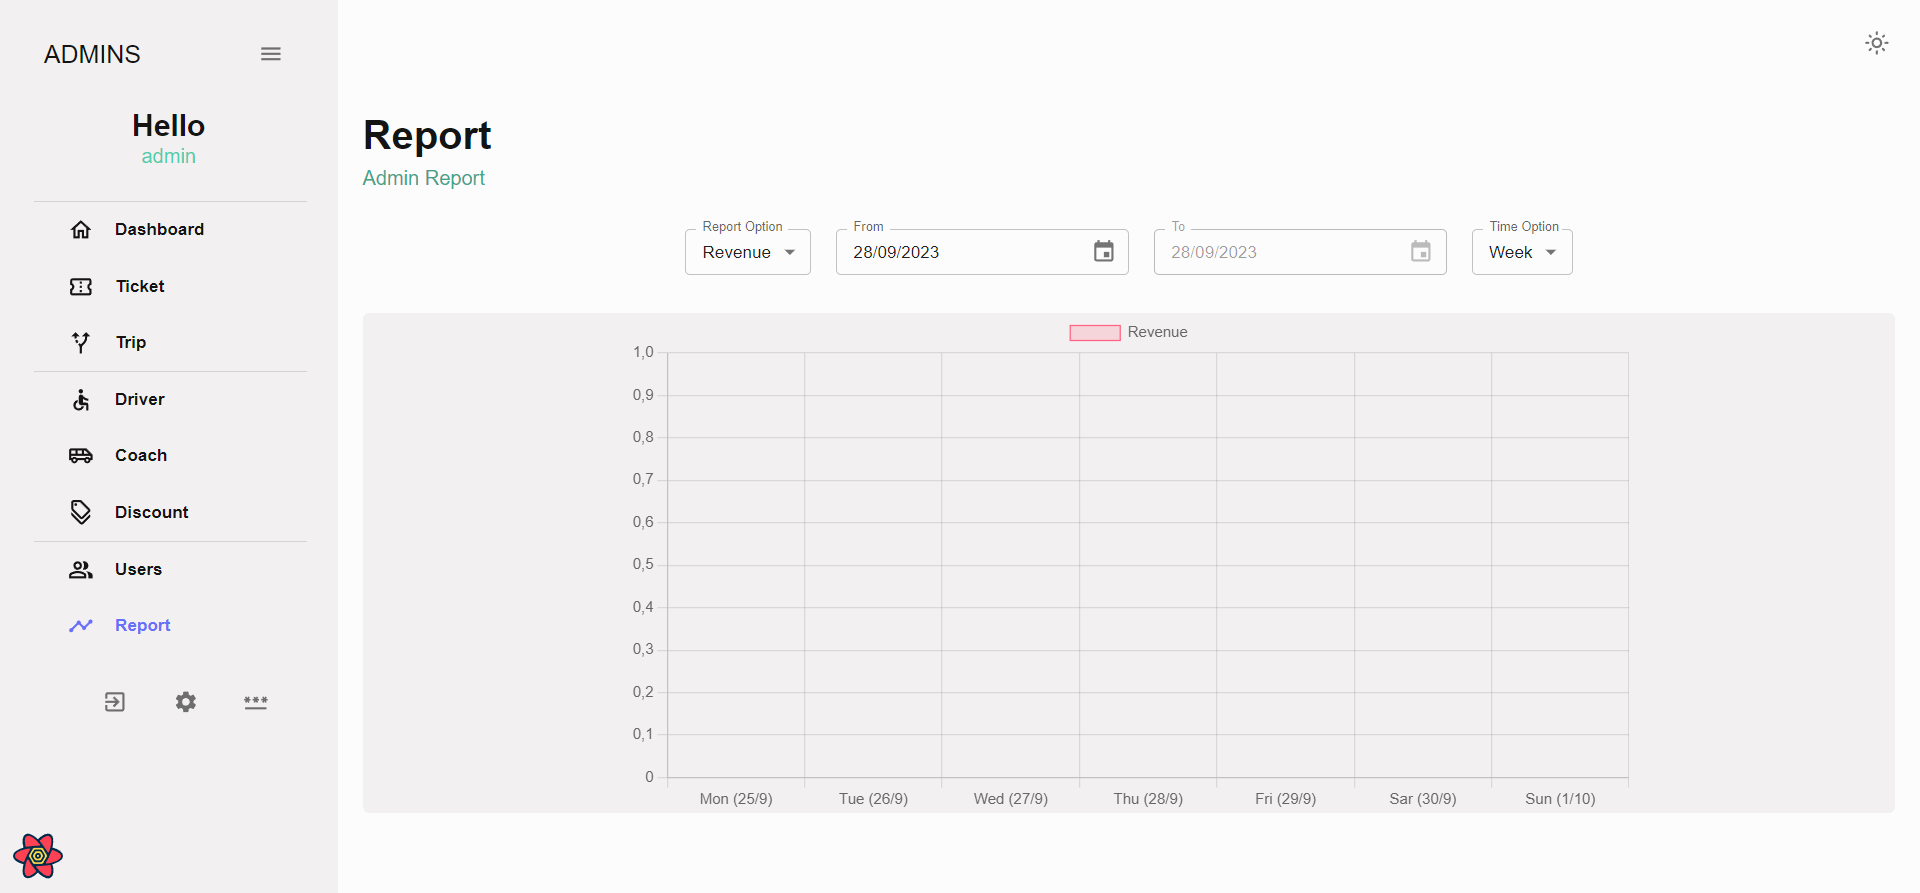 ADMINS
Hello
admin
Dashboard
Ticket
Trip
Driver
Coach
Discount
Users
Report
***
Report
Admin Report
Report Option
Revenue
From
28/09/2023
To
28/09/2023
Time Option
Week
Revenue
1,0
0,9
0,8
0,7
0,6
0,5
0,4
0,3
0,2
0,1
0
Mon (25/9)
Tue (26/9)
Wed (27/9)
Thu (28/9)
Fri (29/9)
Sar (30/9)
Sun (1/10)